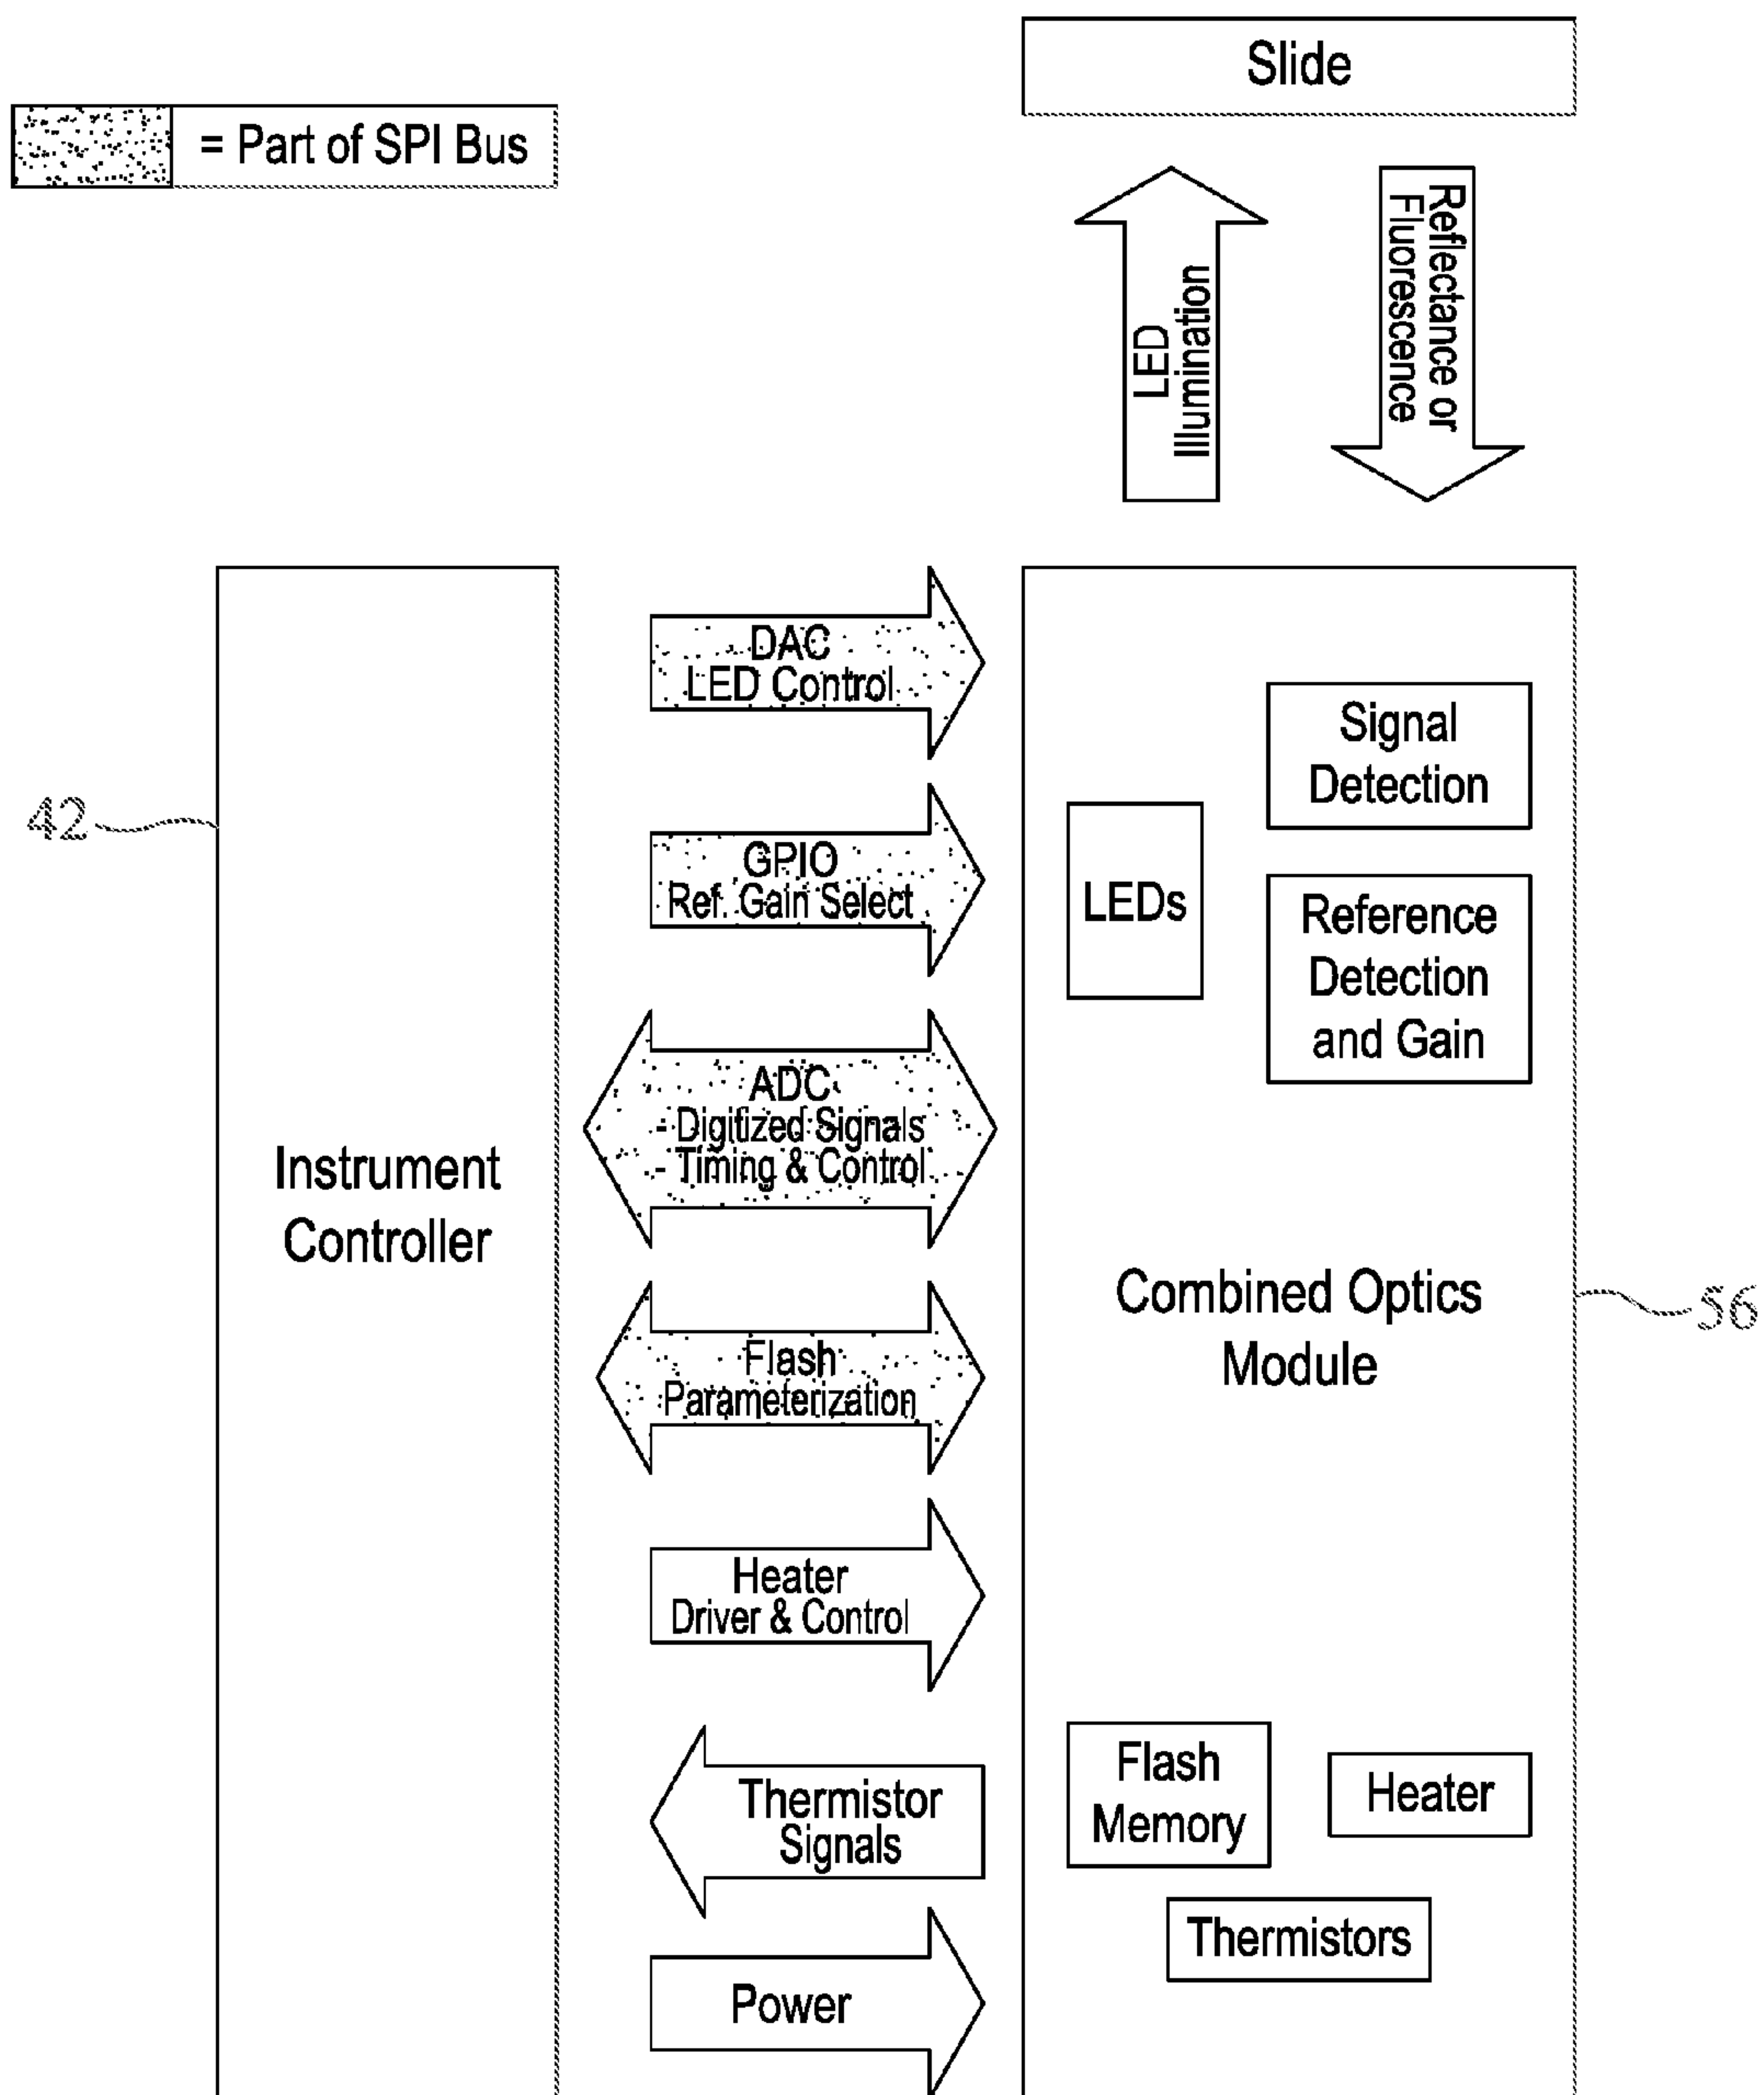 Slide
= Part of SPI Bus
LED
Illumination
Reflectance or
Fluorescence
DAC
LED Control
Signal
Detection
42
GPIO
Ref. Gain Select
LEDs
Reference
Detection
and Gain
ADC
- Digitized Signals
- Timing & Control
Instrument
Controller
Combined Optics
Module
56
Flash
Parameterization
Heater
Driver & Control
Thermistor
Signals
Flash
Memory
Heater
Thermistors
Power